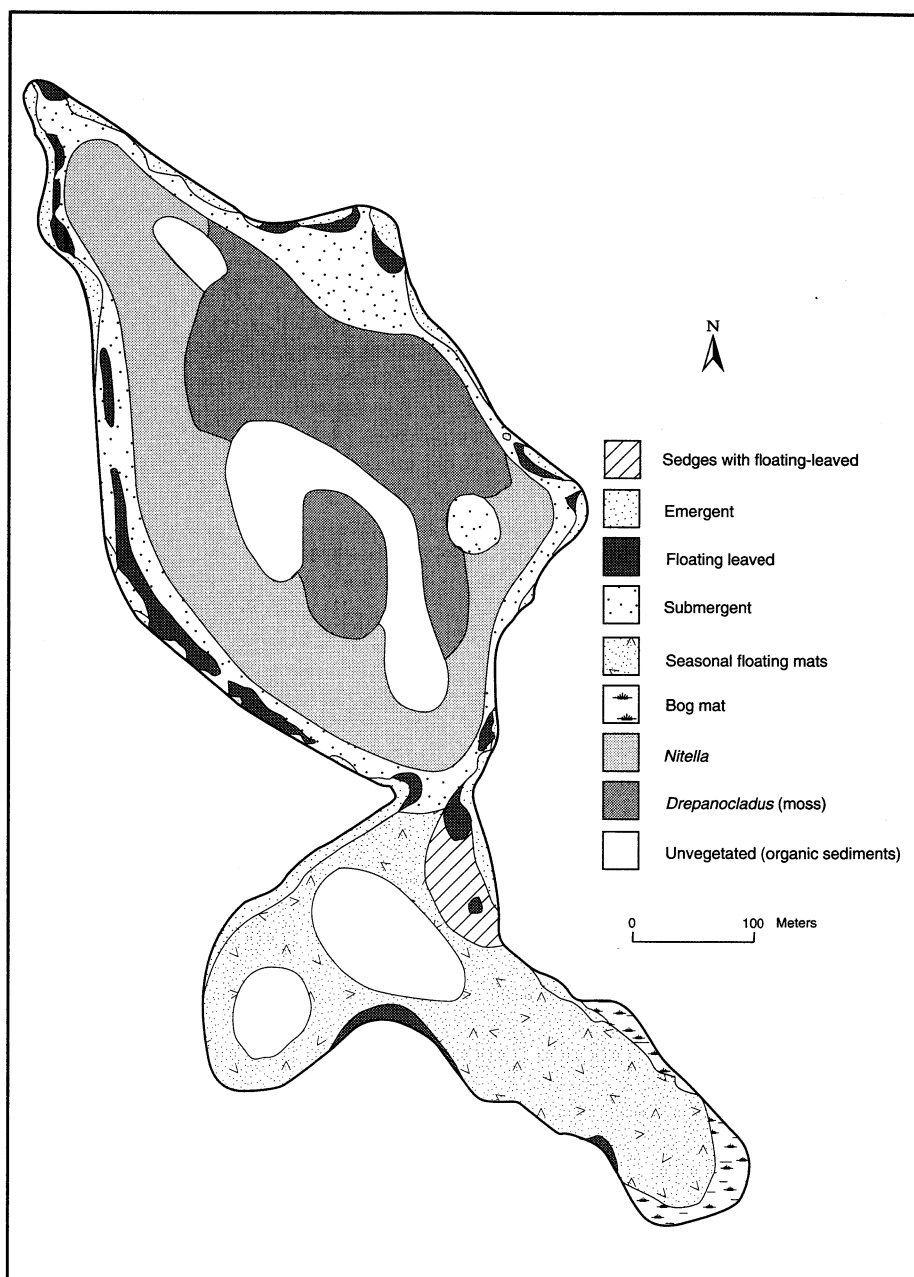 N
Sedges with floating-leaved
Emergent
Floating leaved
Submergent
Seasonal floating mats
Bog mat
Nitella
Drepanocladus (moss)
Unvegetated (organic sediments)
0 100 Meters